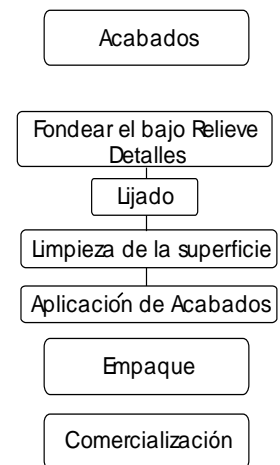 Acabados
Fondear el bajo Relieve
Detalles
Lijado
Limpieza de la superficie
Aplicación de Acabados
Empaque
Comercialización